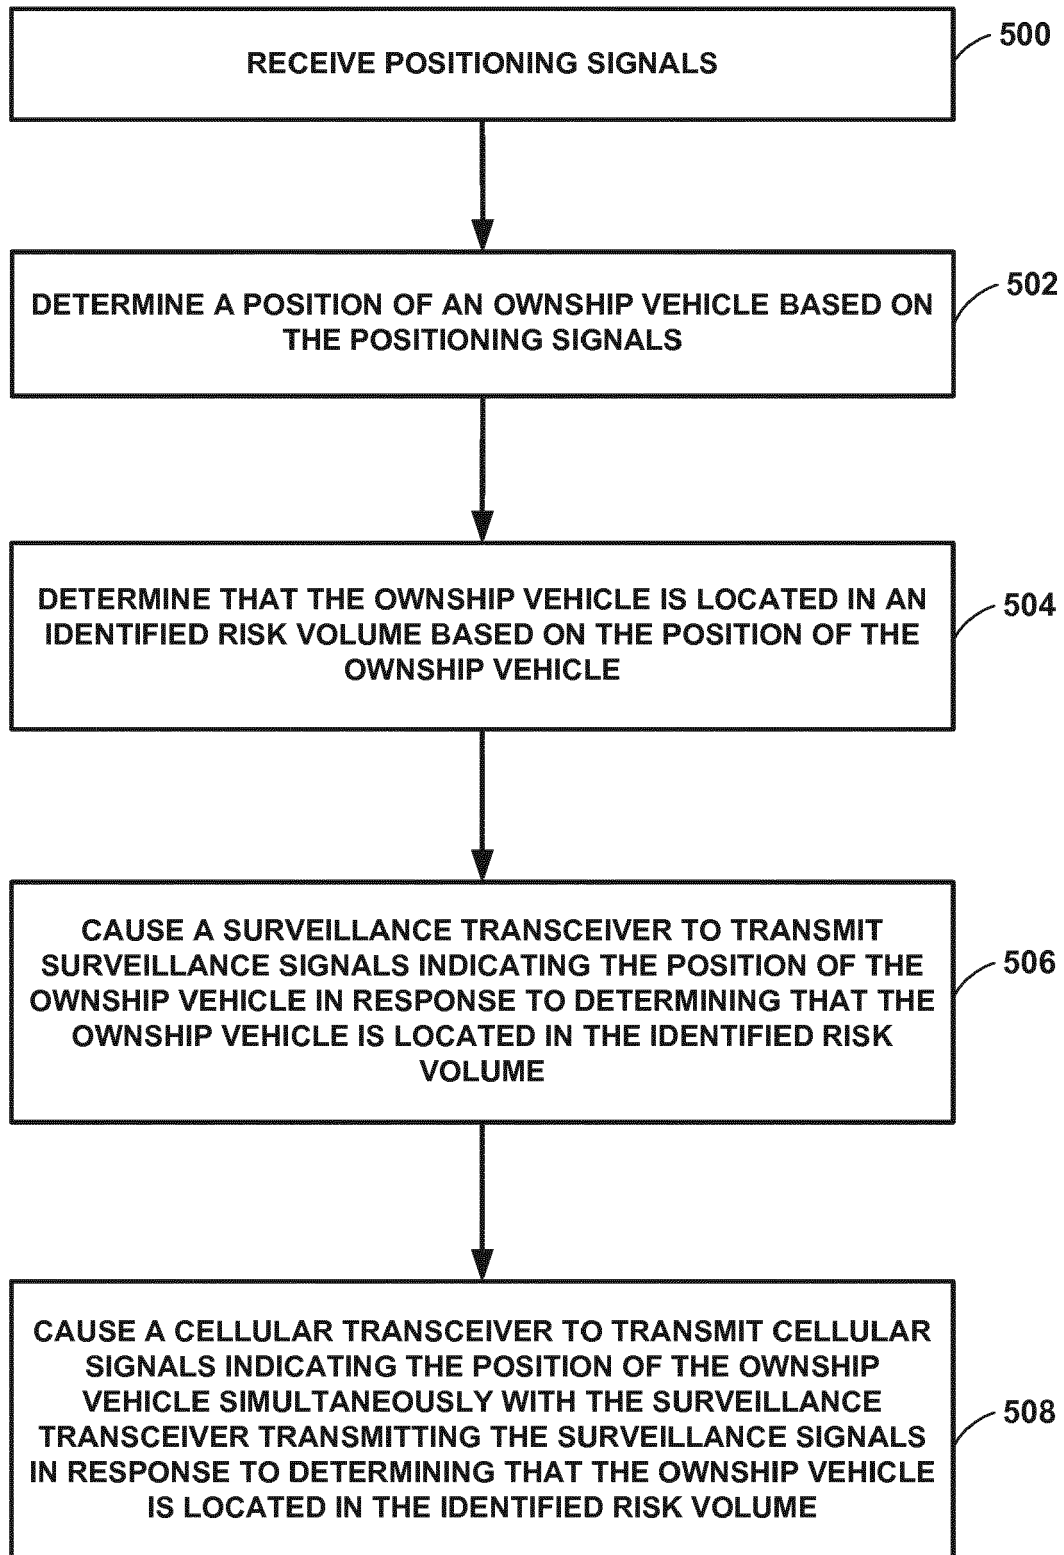 RECEIVE POSITIONING SIGNALS
500
DETERMINE A POSITION OF AN OWNSHIP VEHICLE BASED ON
THE POSITIONING SIGNALS
502
DETERMINE THAT THE OWNSHIP VEHICLE IS LOCATED IN AN
IDENTIFIED RISK VOLUME BASED ON THE POSITION OF THE
OWNSHIP VEHICLE
504
CAUSE A SURVEILLANCE TRANSCEIVER TO TRANSMIT
SURVEILLANCE SIGNALS INDICATING THE POSITION OF THE
OWNSHIP VEHICLE IN RESPONSE TO DETERMINING THAT THE
OWNSHIP VEHICLE IS LOCATED IN THE IDENTIFIED RISK
VOLUME
506
CAUSE A CELLULAR TRANSCEIVER TO TRANSMIT CELLULAR
SIGNALS INDICATING THE POSITION OF THE OWNSHIP
VEHICLE SIMULTANEOUSLY WITH THE SURVEILLANCE
TRANSCEIVER TRANSMITTING THE SURVEILLANCE SIGNALS
IN RESPONSE TO DETERMINING THAT THE OWNSHIP VEHICLE
IS LOCATED IN THE IDENTIFIED RISK VOLUME
508